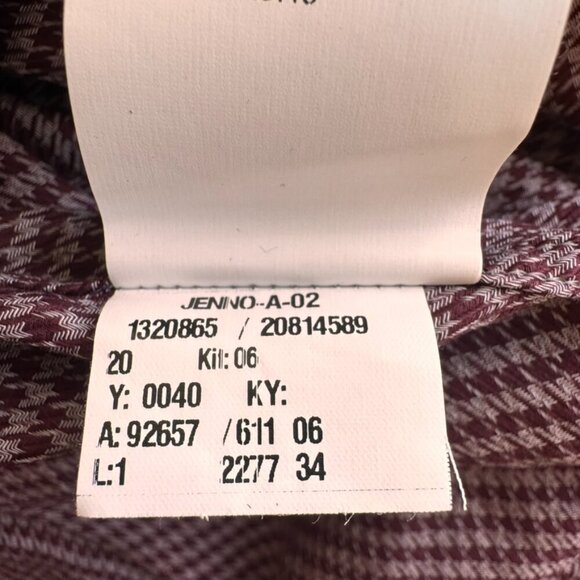 JENNO-A-02
1320865 / 20814589
20 Kil: 06
Y: 0040 KY:
A: 92657 /611 06
L:1 2277 34